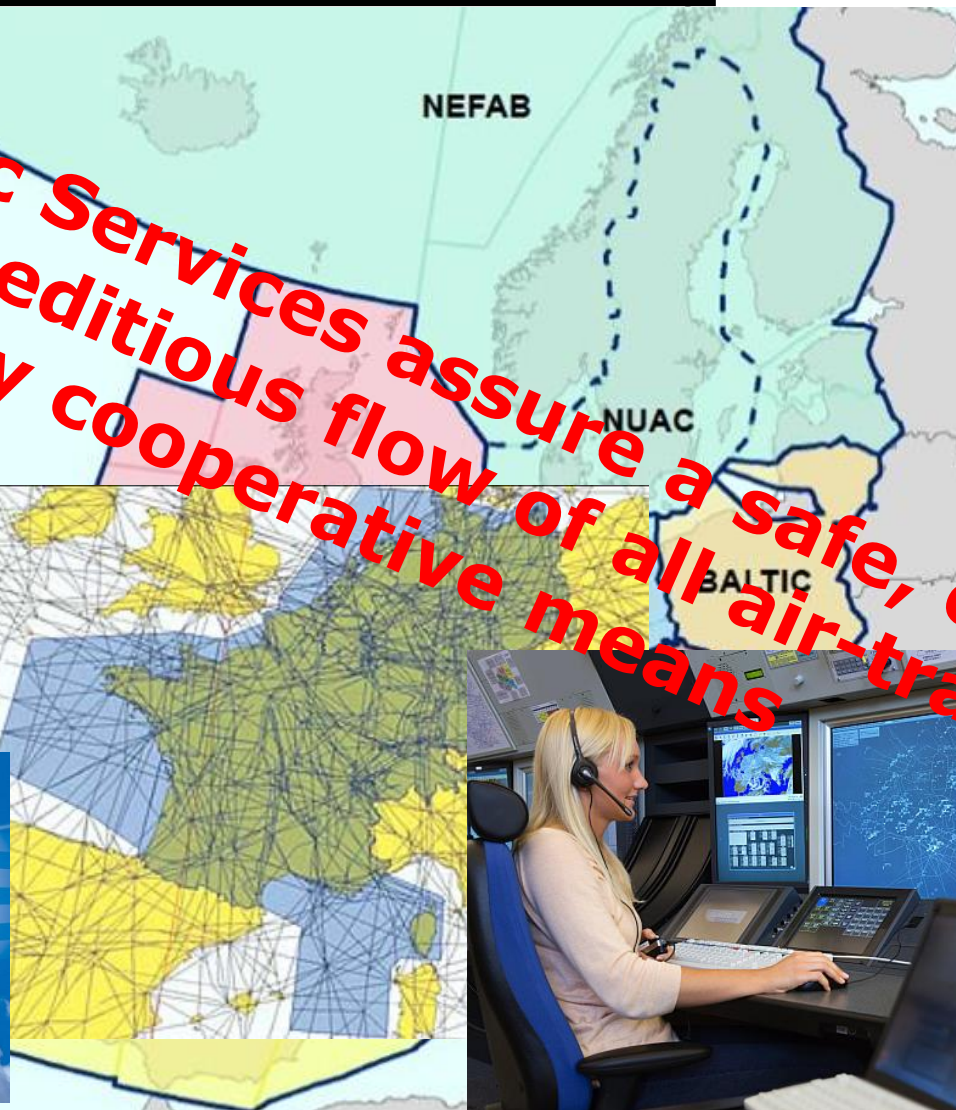 NEFAB
c Services assure a safe,
editious flow of all air-tra
y cooperative means
NUAC
BALTIC